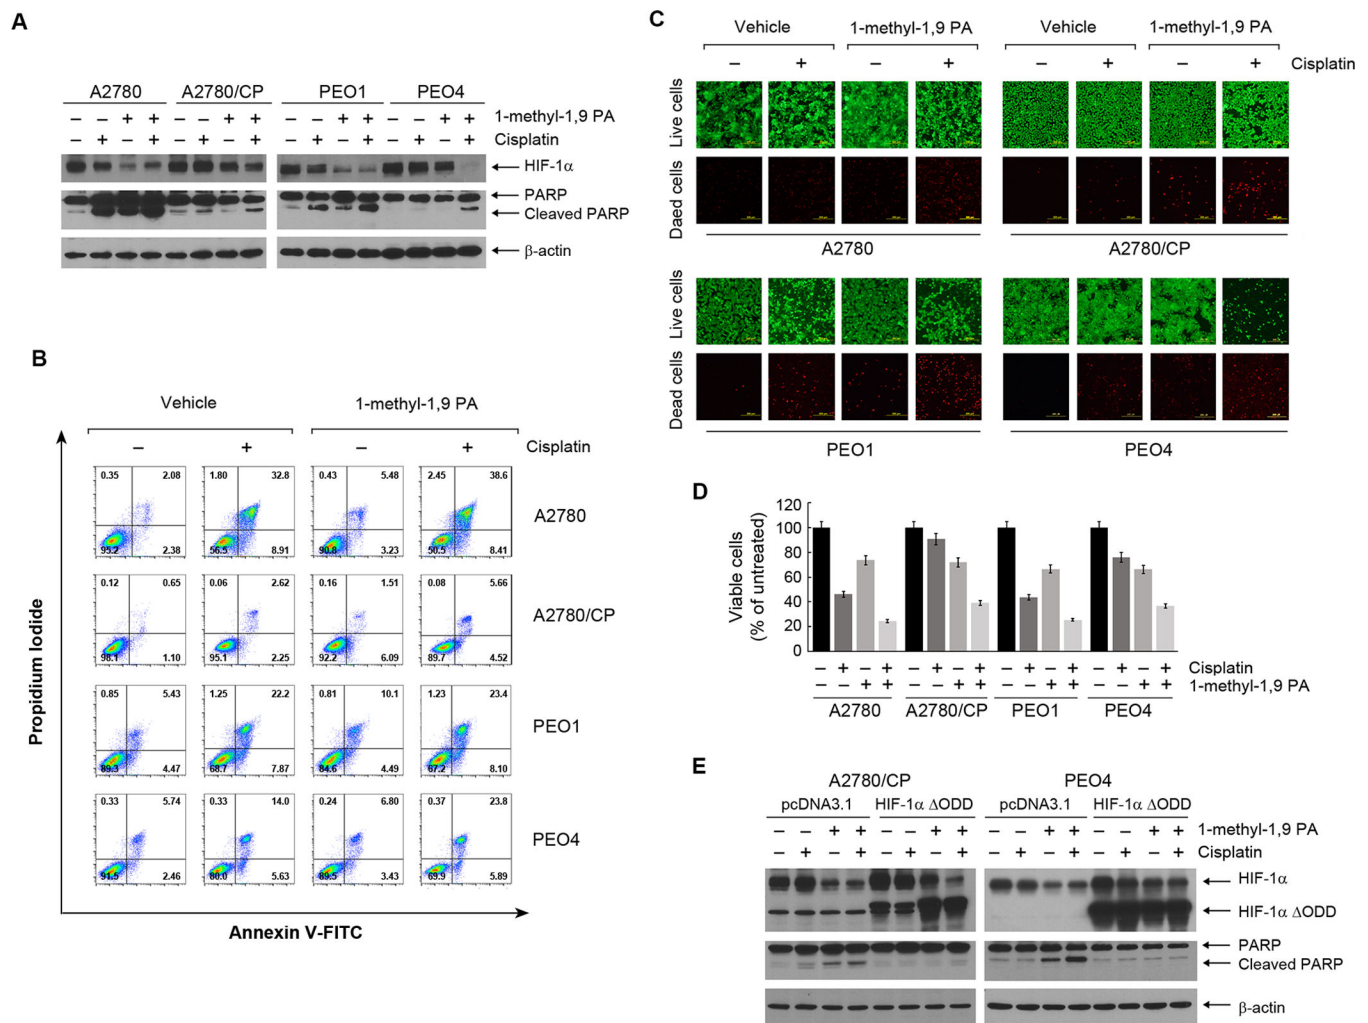 A
A2780 A2780/CP PEO1 PEO4
– – + + – – + + – – + + – – + + 1-methyl-1,9 PA
– + – + – + – + – + – + – + – + Cisplatin
HIF-1α
PARP
Cleaved PARP
β-actin
B
Vehicle 1-methyl-1,9 PA
– + – + Cisplatin
0.35 2.08 1.80 32.8 0.43 5.48 2.45 38.6
A2780
95.2 2.38 56.5 8.91 90.8 3.23 50.5 8.41
0.12 0.65 0.06 2.62 0.16 1.51 0.08 5.66
A2780/CP
98.1 1.10 95.1 2.25 92.2 6.09 89.7 4.52
0.85 5.43 1.25 22.2 0.81 10.1 1.23 23.4
PEO1
89.3 4.47 68.7 7.87 84.6 4.49 67.2 8.10
0.33 5.74 0.33 14.0 0.24 6.80 0.37 23.8
PEO4
91.5 2.46 80.0 5.63 89.5 3.43 69.9 5.89
Propidium Iodide
Annexin V-FITC
C
Vehicle 1-methyl-1,9 PA Vehicle 1-methyl-1,9 PA
– + – + – + – + Cisplatin
Live cells
Daed cells
A2780 A2780/CP
Live cells
Dead cells
PEO1 PEO4
D
Viable cells
(% of untreated)
120
100
80
60
40
20
0
– + – + – + – + – + – + – + – + Cisplatin
– – + + – – + + – – + + – – + + 1-methyl-1,9 PA
A2780 A2780/CP PEO1 PEO4
E
A2780/CP PEO4
pcDNA3.1 HIF-1α ΔODD pcDNA3.1 HIF-1α ΔODD
– – + + – – + + – – + + – – + + 1-methyl-1,9 PA
– + – + – + – + – + – + – + – + Cisplatin
HIF-1α
HIF-1α ΔODD
PARP
Cleaved PARP
β-actin